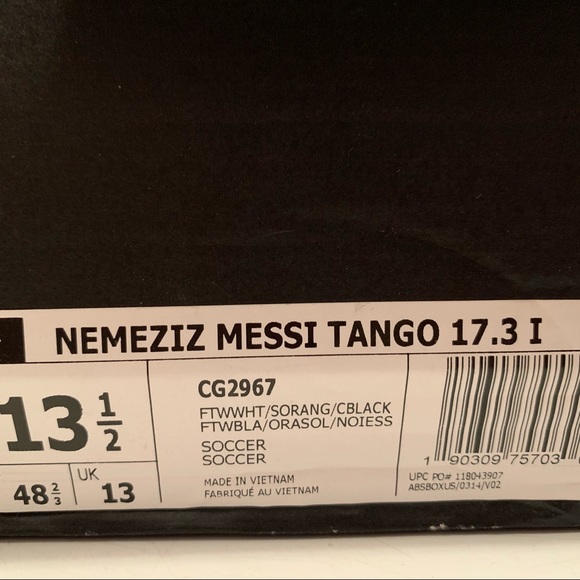 NEMEZIZ MESSI TANGO 17.3 I
13 1/2
48 2/3
UK
13
CG2967
FTWWHT/SORANG/CBLACK
FTWBLA/ORASOL/NOIESS
SOCCER
SOCCER
MADE IN VIETNAM
FABRIQUÉ AU VIETNAM
1 90309 75703
UPC PO# 118043907
ABSBOXUS/0314/V02